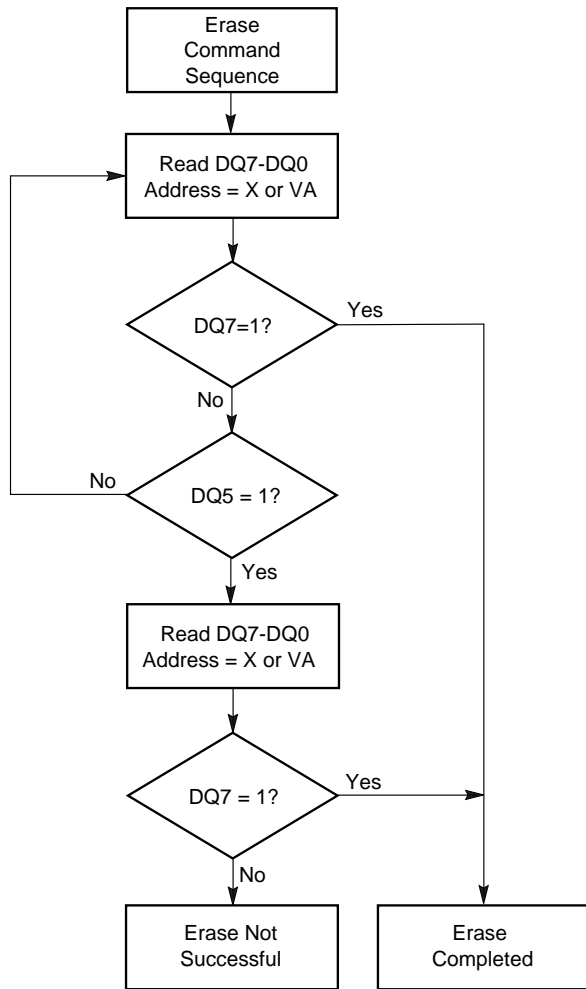 Erase
Command
Sequence
Read DQ7-DQ0
Address = X or VA
DQ7=1?
Yes
No
No
DQ5 = 1?
Yes
Read DQ7-DQ0
Address = X or VA
DQ7 = 1?
Yes
No
Erase Not
Successful
Erase
Completed